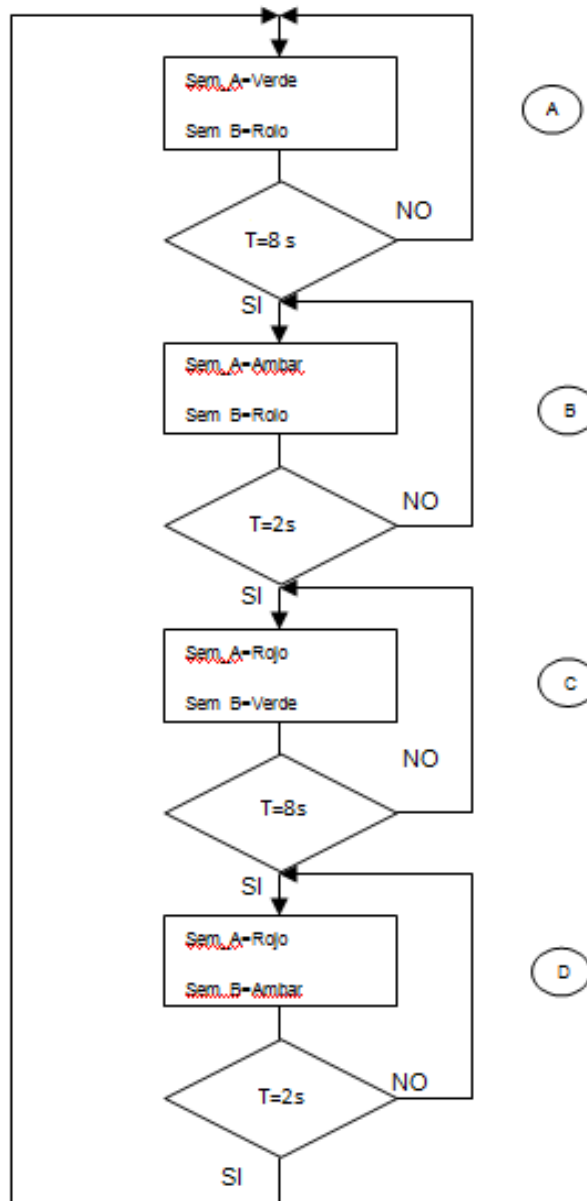 Sem_A=Verde
Sem B=Rojo
A
T=8 s
NO
SI
Sem_A=Ambar
Sem B=Rojo
B
T=2s
NO
SI
Sem_A=Rojo
Sem B=Verde
C
T=8s
NO
SI
Sem_A=Rojo
Sem B=Ambar
D
T=2s
NO
SI